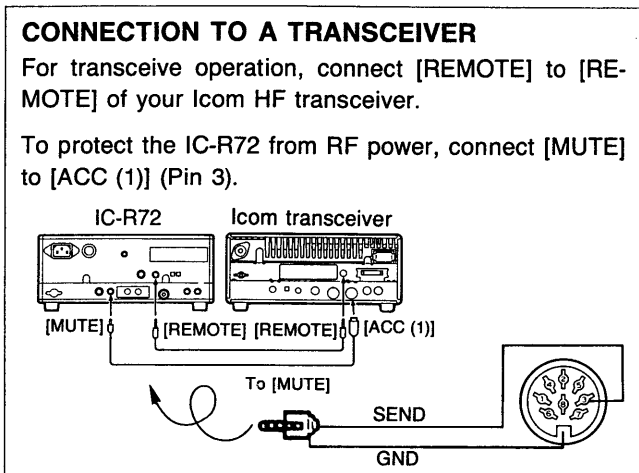 CONNECTION TO A TRANSCEIVER
For transceive operation, connect [REMOTE] to [RE-
MOTE] of your Icom HF transceiver.
To protect the IC-R72 from RF power, connect [MUTE]
to [ACC (1)] (Pin 3).
IC-R72 Icom transceiver
[MUTE] [REMOTE] [REMOTE] [ACC (1)]
To [MUTE]
SEND
GND